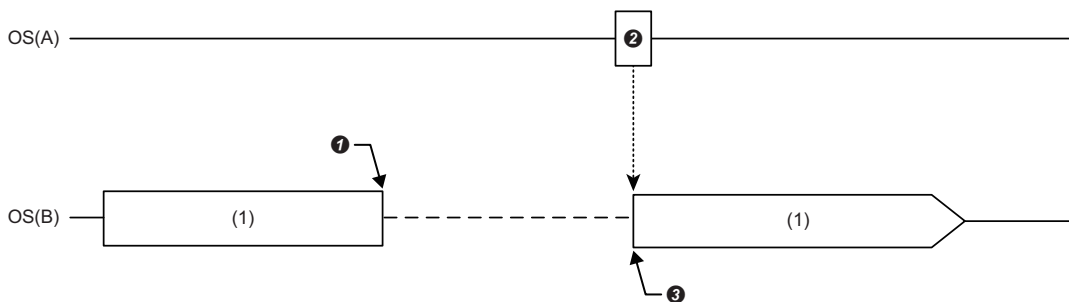 OS(A)
❷
❶
OS(B)
(1)
(1)
❸